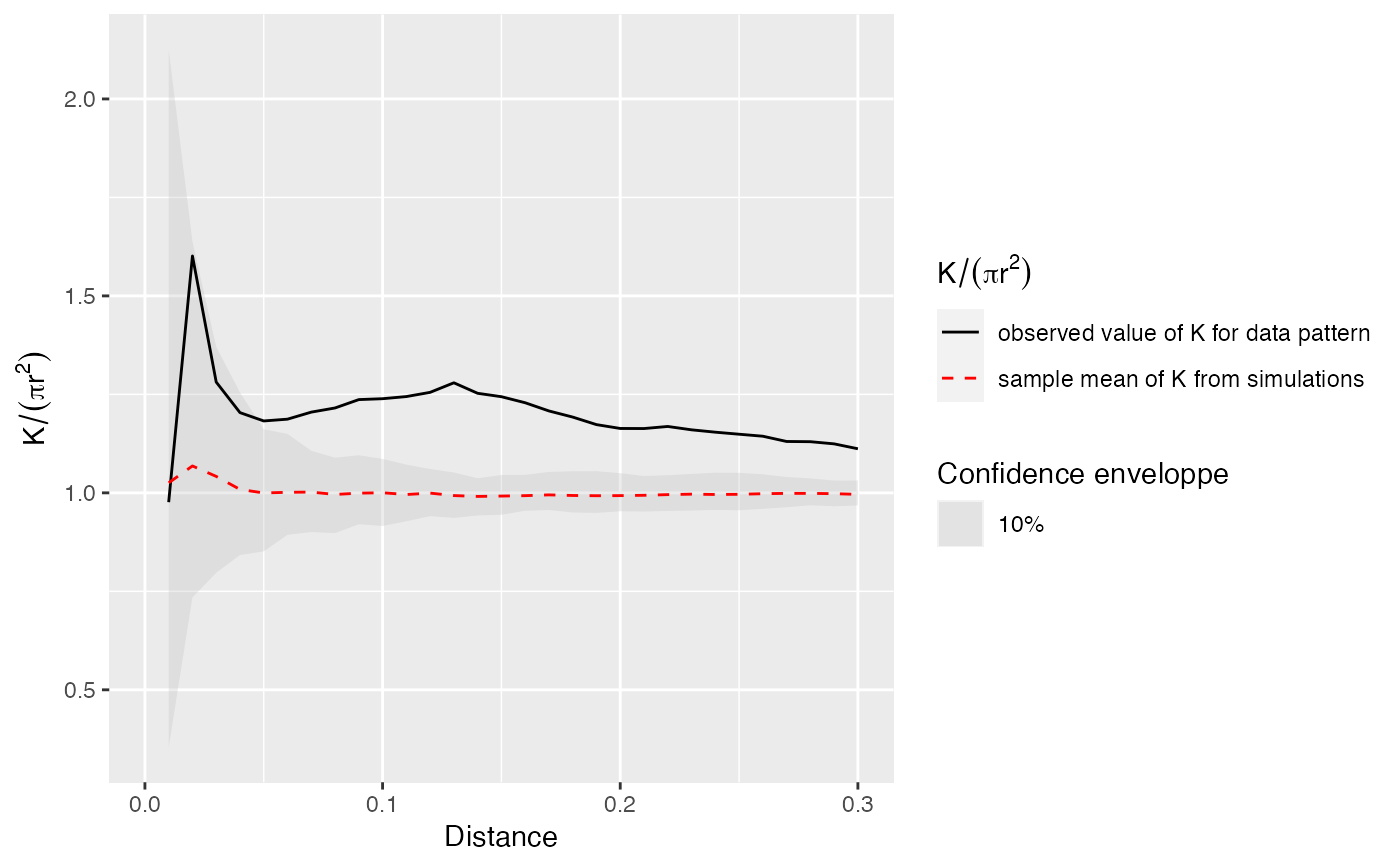 K/(πr²)
2.0
1.5
1.0
0.5
0.0
0.1
0.2
0.3
Distance
K/(πr²)
observed value of K for data pattern
sample mean of K from simulations
Confidence enveloppe
10%